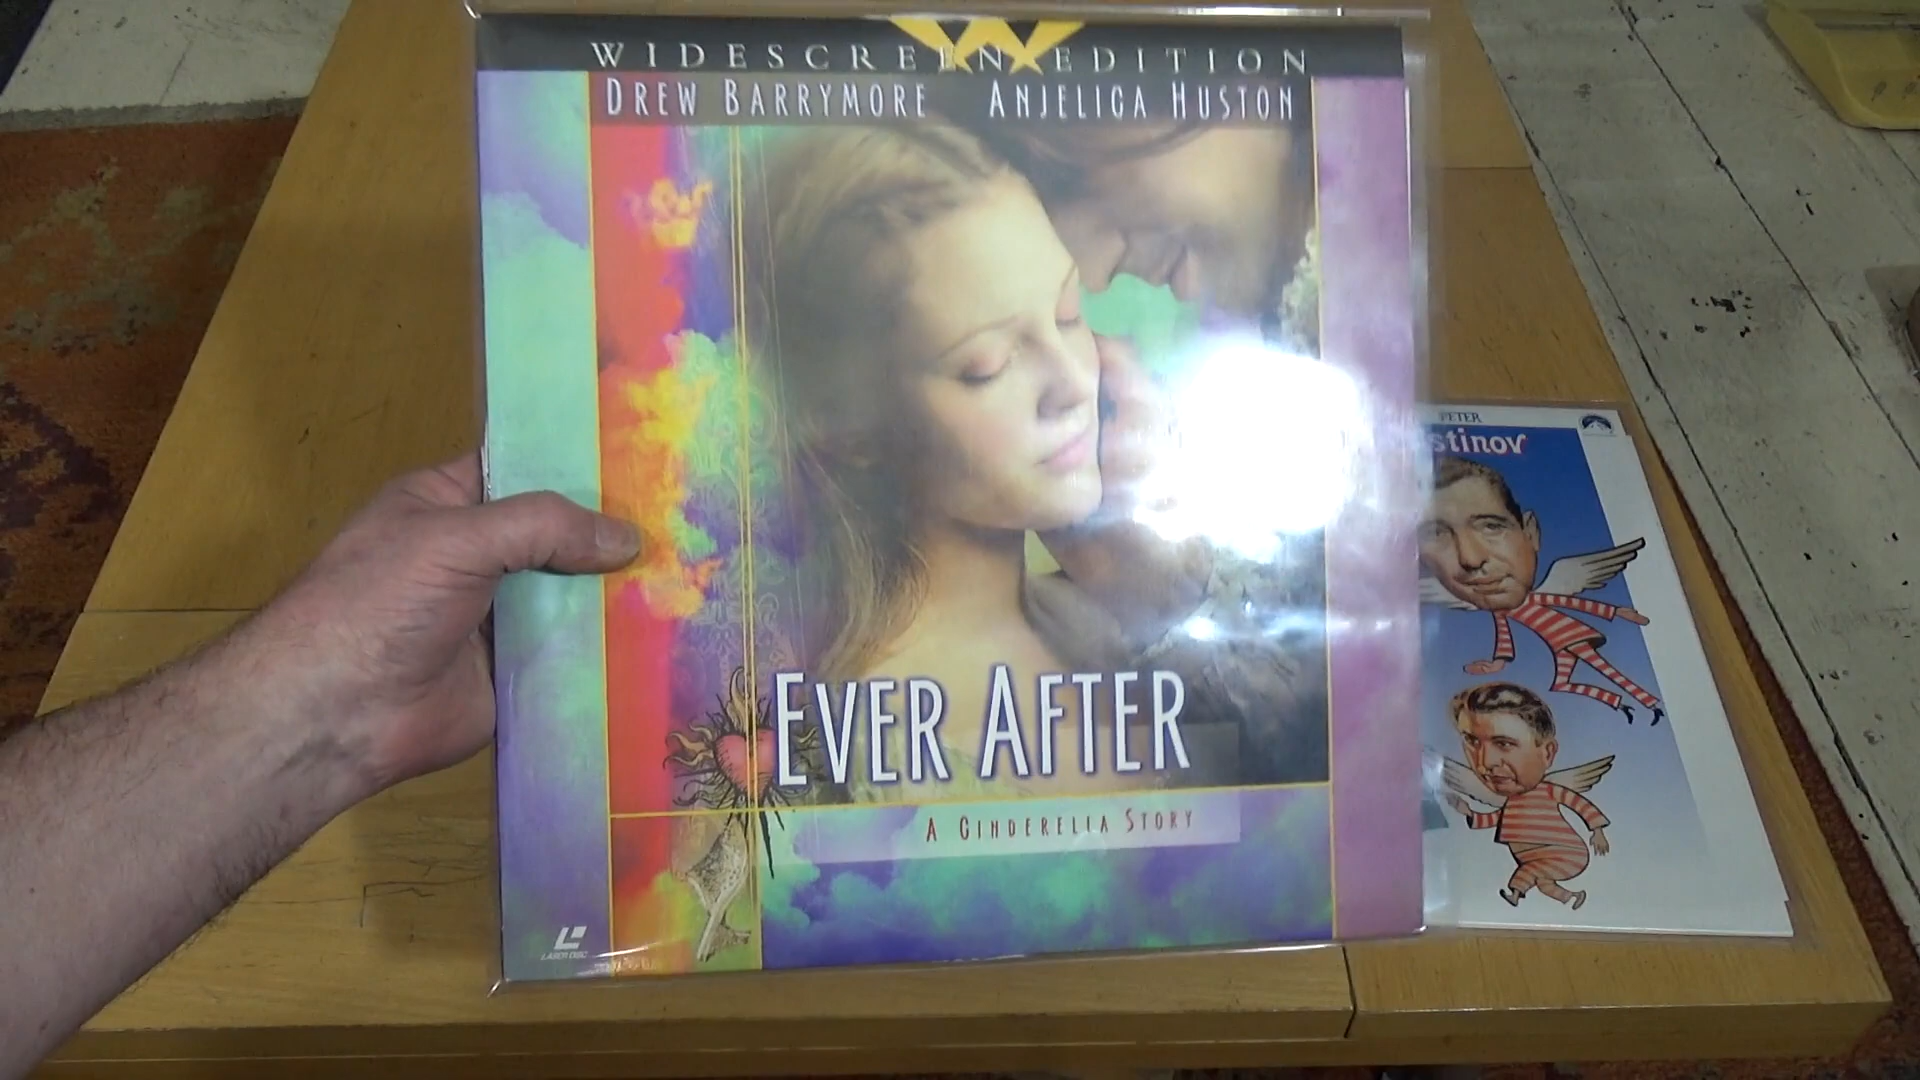 WIDESCREEN EDITION
DREW BARRYMORE ANJELICA HUSTON
EVER AFTER
A CINDERELLA STORY
LASER DISC
PETER
stinov